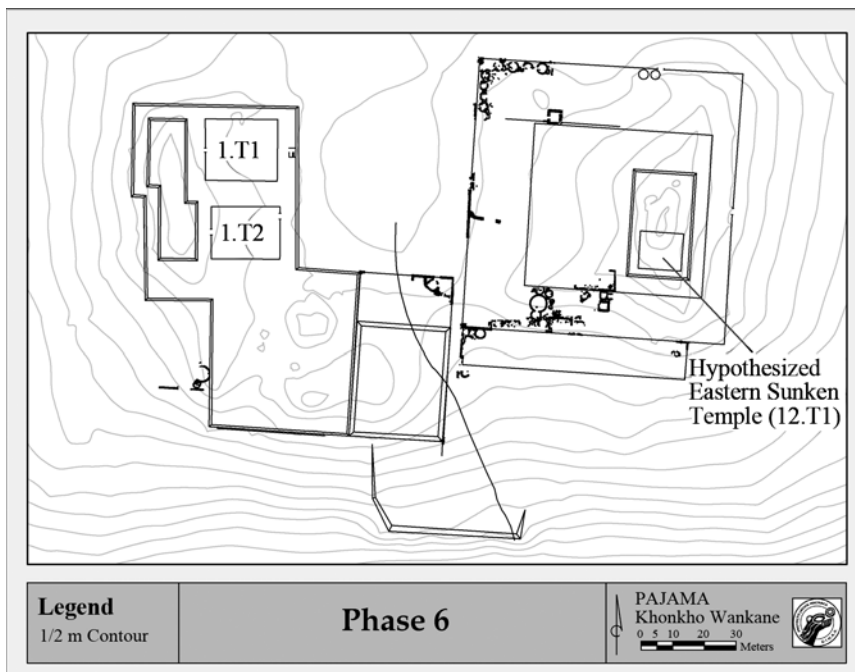 1.T1
1.T2
Hypothesized
Eastern Sunken
Temple (12.T1)
Legend
1/2 m Contour
Phase 6
PAJAMA
Khonkho Wankane
0 5 10 20 30
Meters